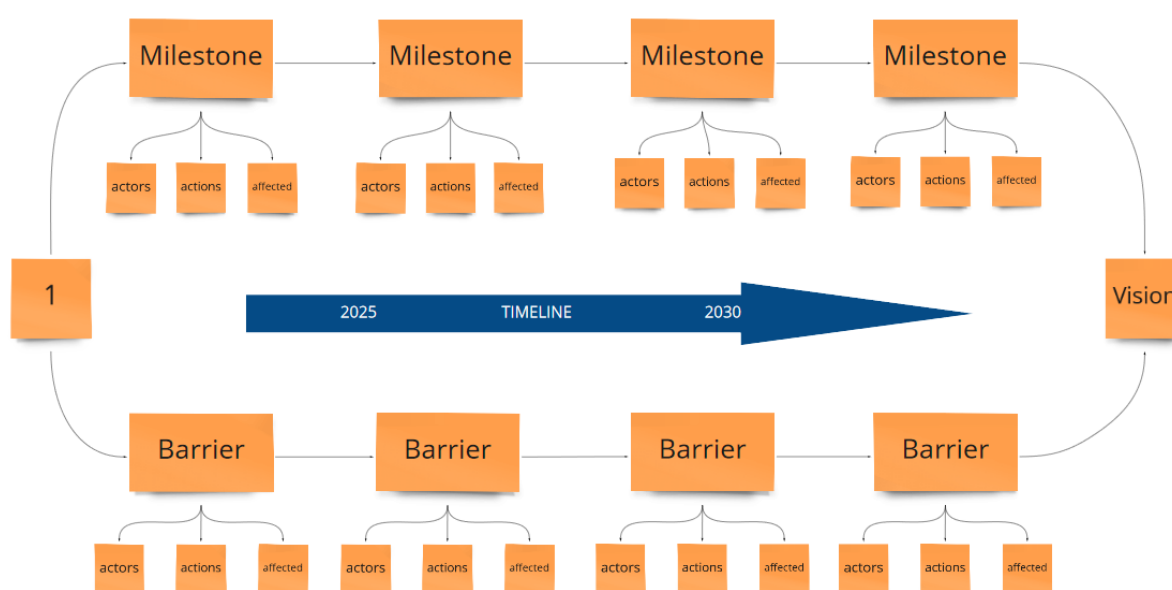 Milestone
Milestone
Milestone
Milestone
actors
actions
affected
actors
actions
affected
actors
actions
affected
actors
actions
affected
1
2025
TIMELINE
2030
Vision
Barrier
Barrier
Barrier
Barrier
actors
actions
affected
actors
actions
affected
actors
actions
affected
actors
actions
affected